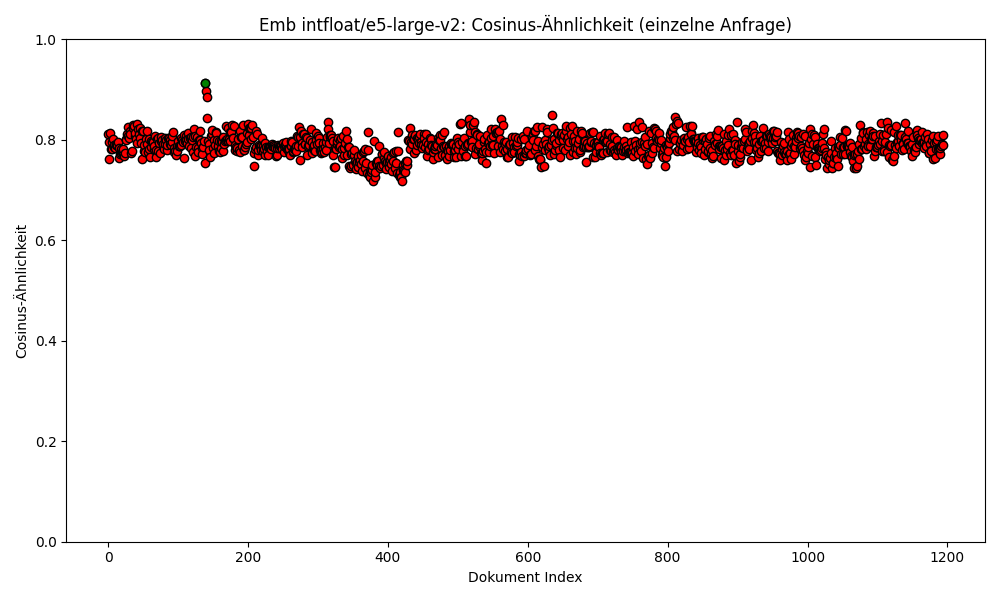 Emb intfloat/e5-large-v2: Cosinus-Ähnlichkeit (einzelne Anfrage)
1.0
0.8
0.6
0.4
0.2
0.0
Cosinus-Ähnlichkeit
0 200 400 600 800 1000 1200
Dokument Index